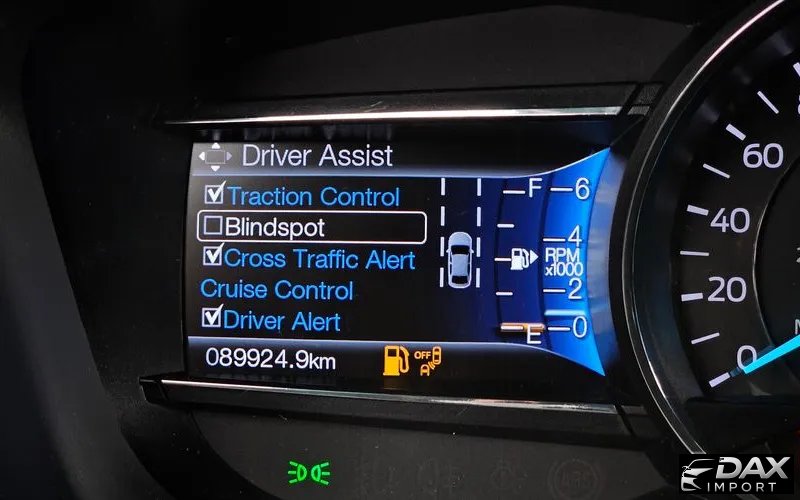 Driver Assist
Traction Control
Blindspot
Cross Traffic Alert
Cruise Control
Driver Alert
089924.9km
OFF
F
E
6
4
RPM
x1000
2
0
60
40
20
0
DAX
IMPORT